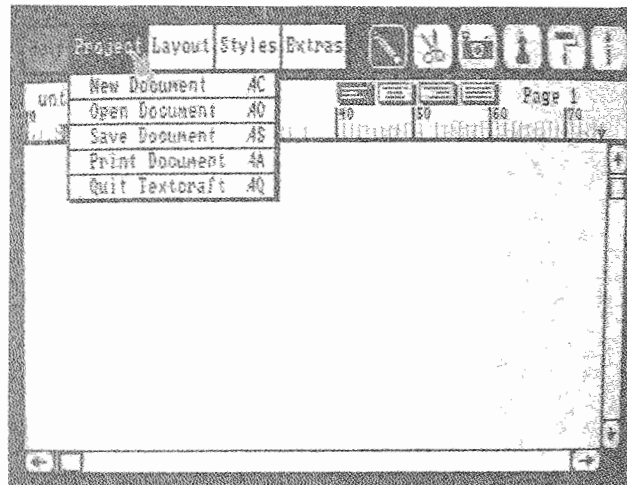 Project Layout Styles Extras
New Document AC
unt
Open Document AO
Page 1
Save Document AS
40 50 60 70
Print Document AA
Quit Textcraft AQ